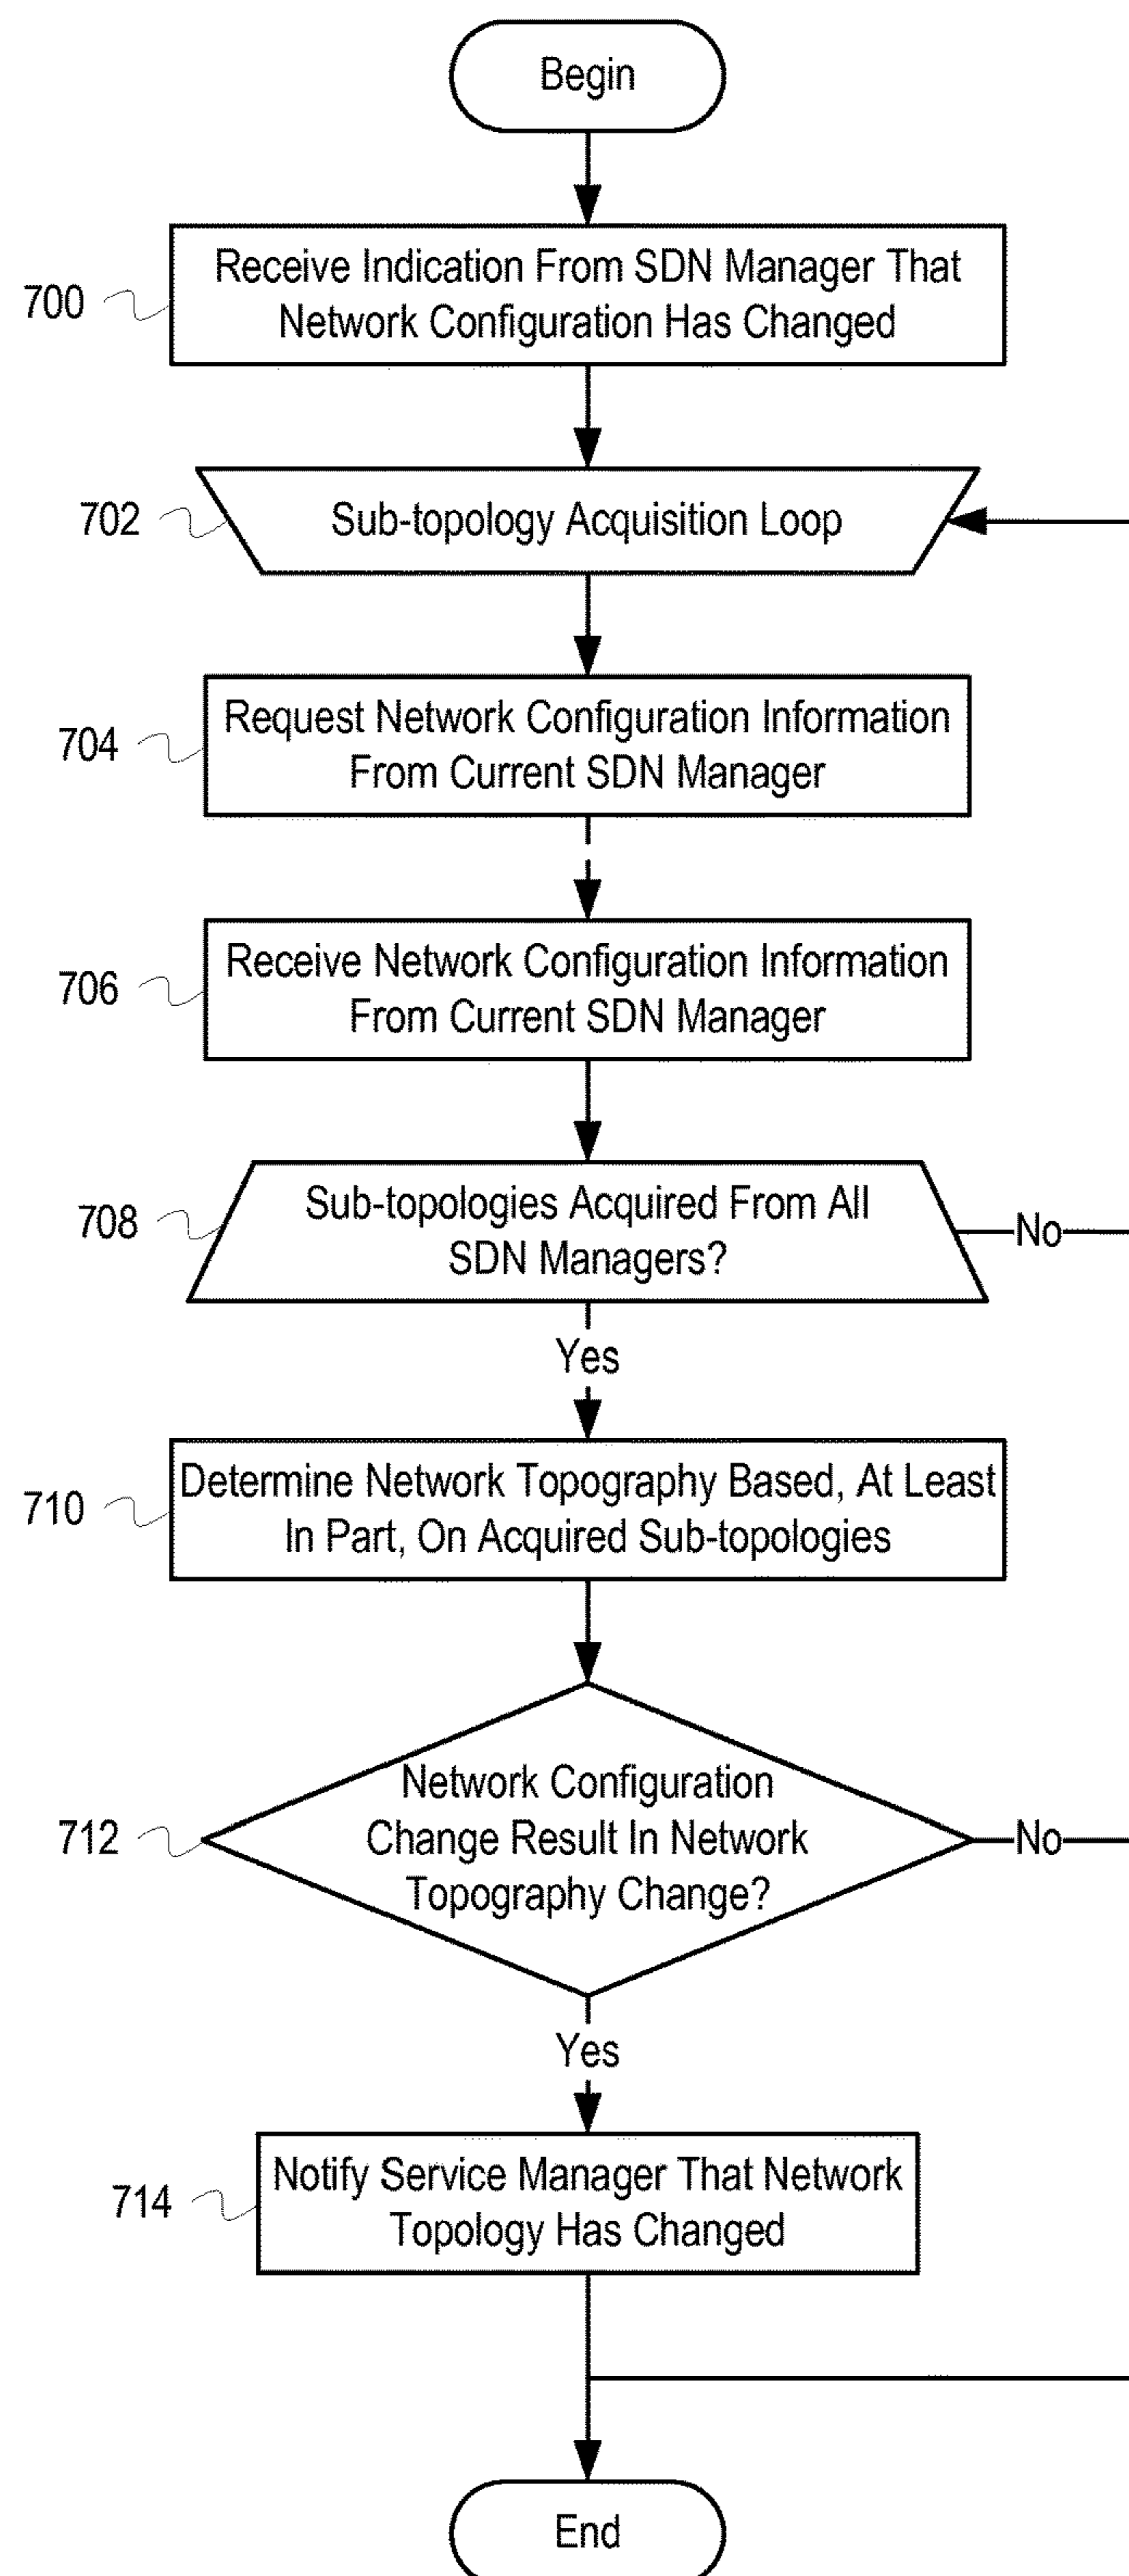 Begin
700
Receive Indication From SDN Manager That
Network Configuration Has Changed
702
Sub-topology Acquisition Loop
704
Request Network Configuration Information
From Current SDN Manager
706
Receive Network Configuration Information
From Current SDN Manager
708
Sub-topologies Acquired From All
SDN Managers?
No
Yes
710
Determine Network Topography Based, At Least
In Part, On Acquired Sub-topologies
712
Network Configuration
Change Result In Network
Topography Change?
No
Yes
714
Notify Service Manager That Network
Topology Has Changed
End